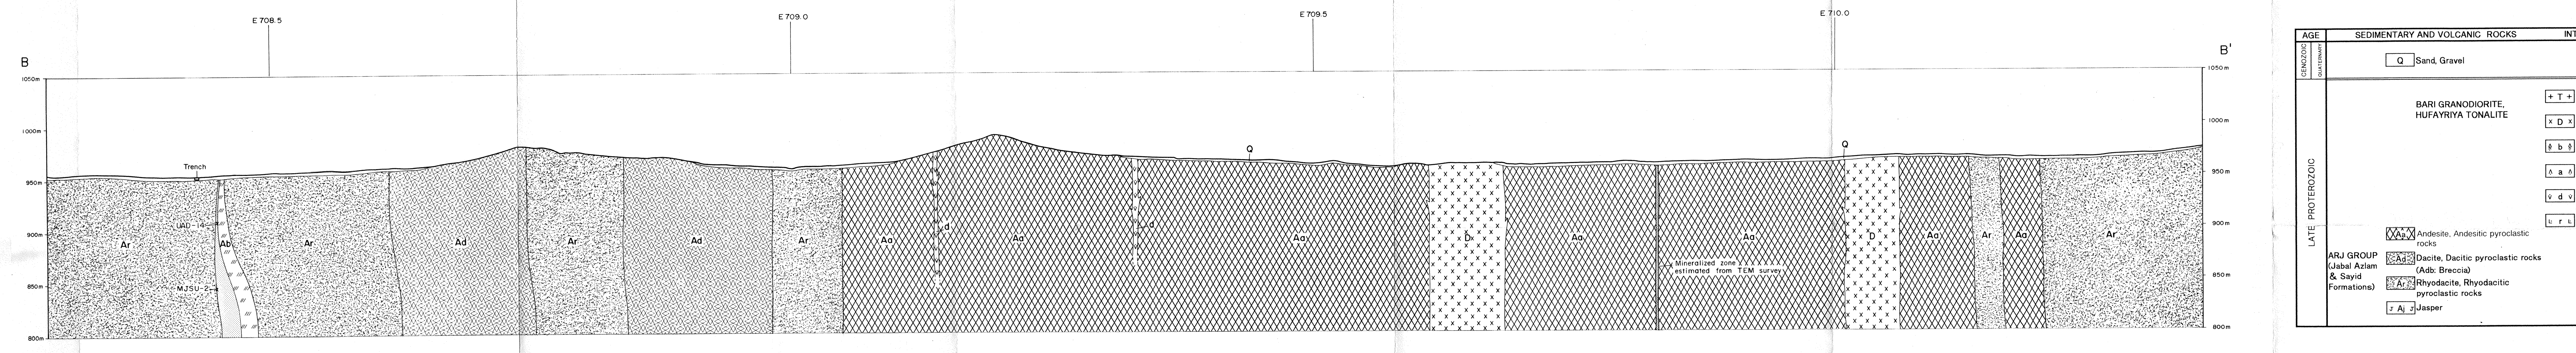 E 708.5
E 709.0
E 709.5
E 710.0
B
B'
1050m
1050m
1000m
1000m
Trench
Q
Q
950m
950m
UAD-14
900m
900m
Ar
Ab
Ar
Ad
Ar
Ad
Ar
Aa
d
Aa
d
Aa
D
Aa
Aa
D
Aa
Ar
Aa
Ar
Mineralized zone
estimated from TEM survey
MJSU-2
850m
850m
800m
800m
AGE
SEDIMENTARY AND VOLCANIC ROCKS
INT
CENOZOIC
QUATERNARY
Q Sand, Gravel
LATE PROTEROZOIC
BARI GRANODIORITE,
HUFAYRIYA TONALITE
+ T +
x D x
b
a
d
r
ARJ GROUP
(Jabal Azlam
& Sayid
Formations)
Aa Andesite, Andesitic pyroclastic
rocks
Ad Dacite, Dacitic pyroclastic rocks
(Adb: Breccia)
Ar Rhyodacite, Rhyodacitic
pyroclastic rocks
Aj Jasper